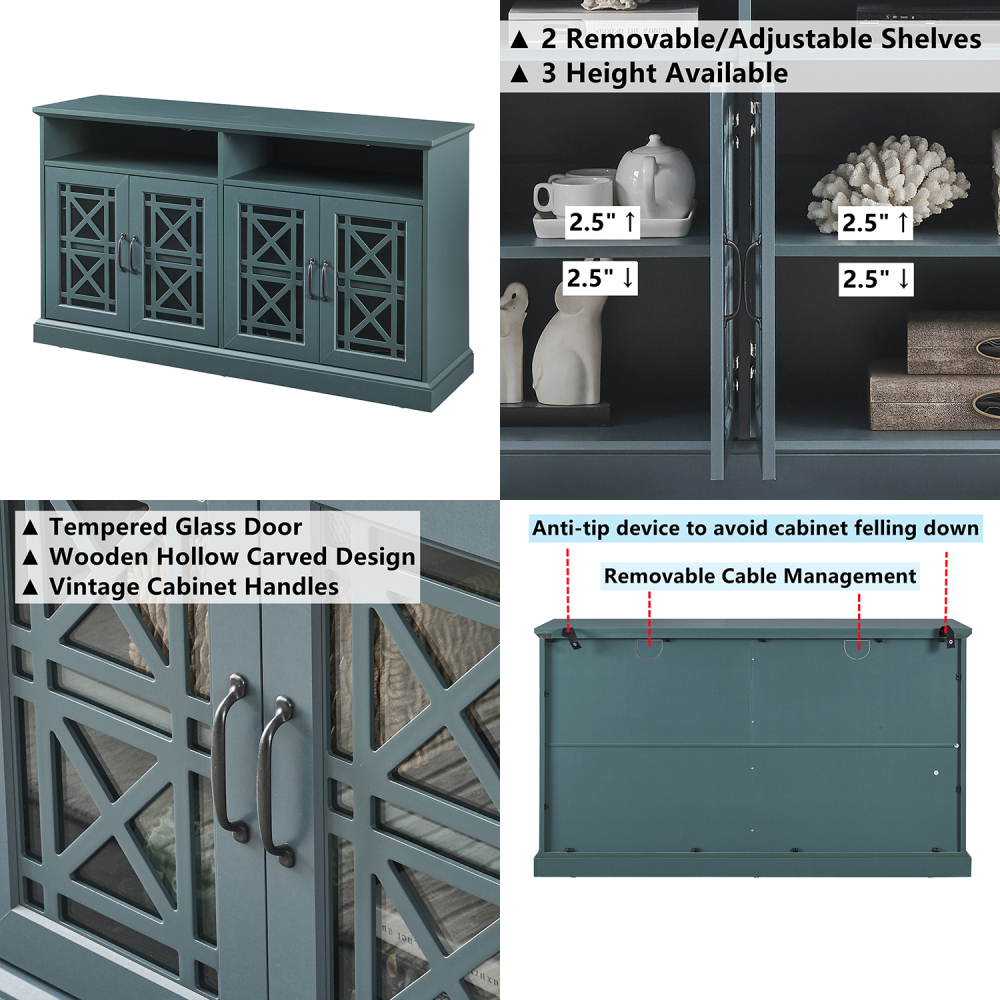 ▲ 2 Removable/Adjustable Shelves
▲ 3 Height Available
2.5" ↑
2.5" ↑
2.5" ↓
2.5" ↓
▲ Tempered Glass Door
▲ Wooden Hollow Carved Design
▲ Vintage Cabinet Handles
Anti-tip device to avoid cabinet felling down
Removable Cable Management